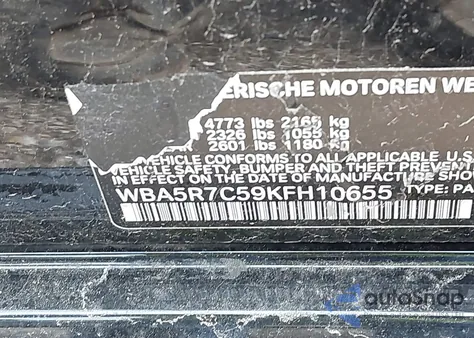 ERISCHE MOTOREN WE
4773 lbs 2165 kg
2326 lbs 1055 kg
2601 lbs 1180 kg
VEHICLE CONFORMS TO ALL APPLICABLE U.S.
VEHICLE SAFETY, BUMPER, AND THEFT PREVENT
IN EFFECT ON THE DATE OF MANUFACTURE SHO
WBA5R7C59KFH10655 TYPE: PA
autoSnap